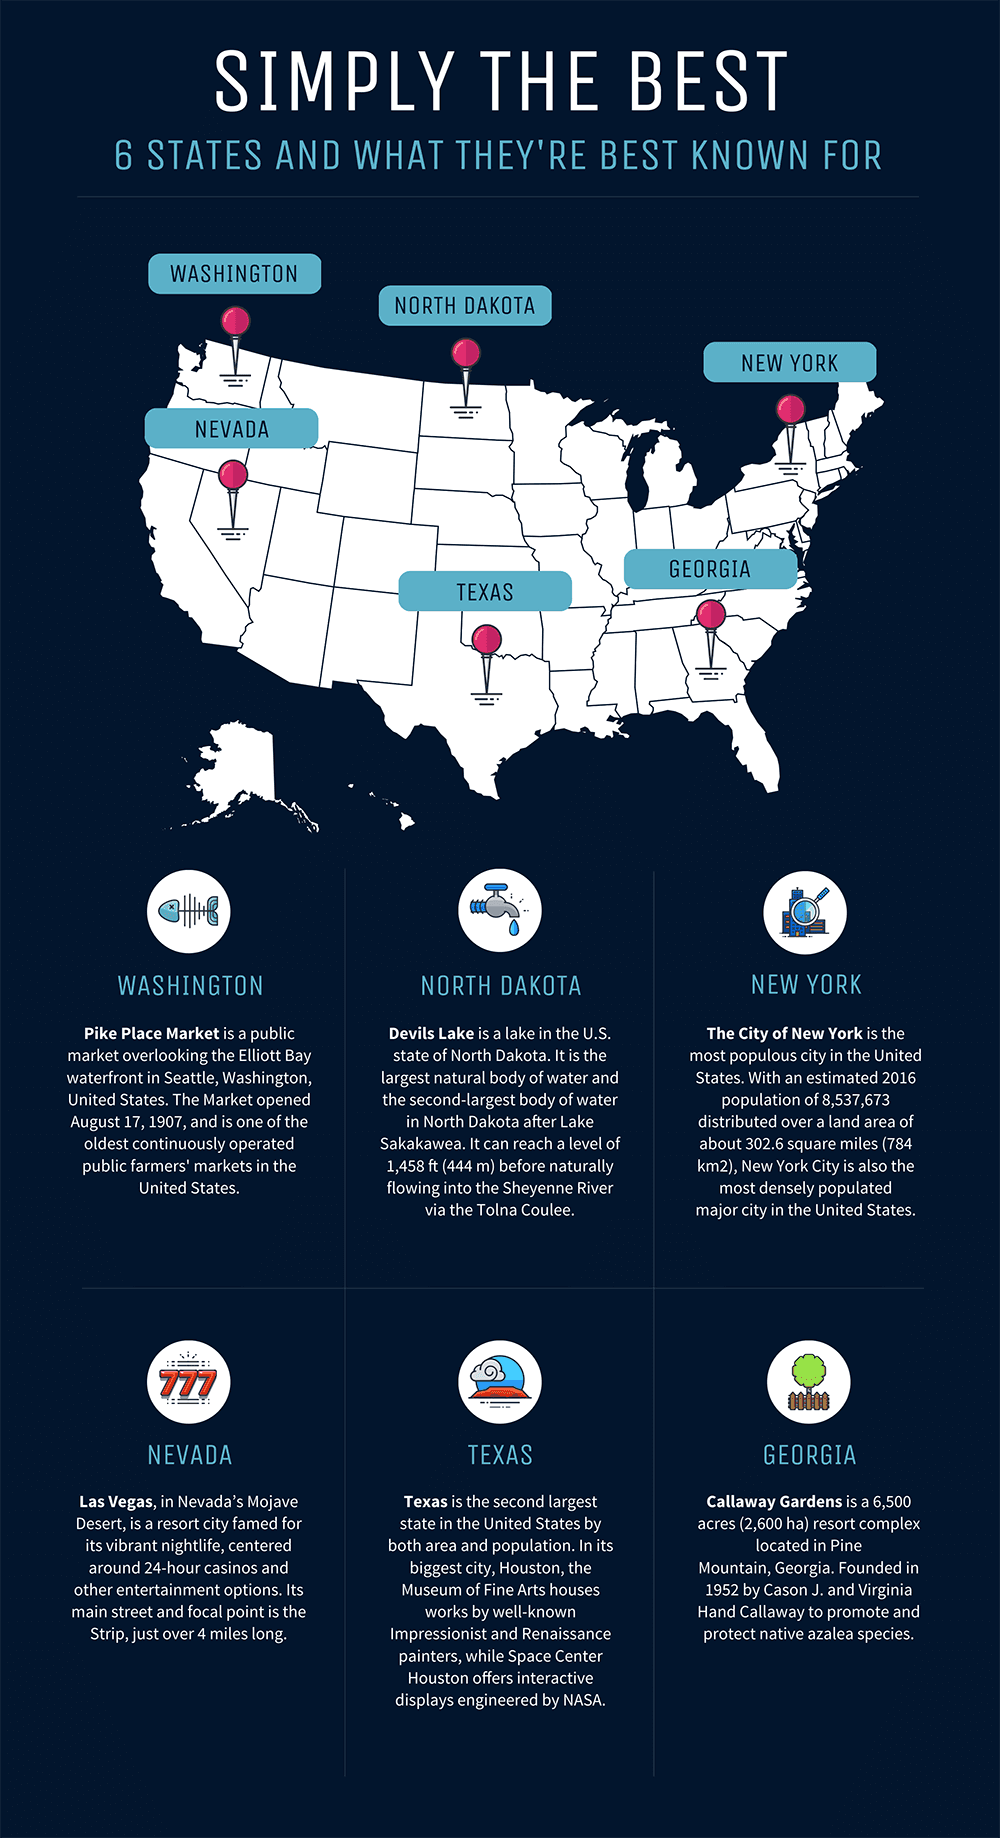 SIMPLY THE BEST
6 STATES AND WHAT THEY'RE BEST KNOWN FOR
WASHINGTON
NORTH DAKOTA
NEW YORK
NEVADA
GEORGIA
TEXAS
WASHINGTON
Pike Place Market is a public
market overlooking the Elliott Bay
waterfront in Seattle, Washington,
United States. The Market opened
August 17, 1907, and is one of the
oldest continuously operated
public farmers' markets in the
United States.
NORTH DAKOTA
Devils Lake is a lake in the U.S.
state of North Dakota. It is the
largest natural body of water and
the second-largest body of water
in North Dakota after Lake
Sakakawea. It can reach a level of
1,458 ft (444 m) before naturally
flowing into the Sheyenne River
via the Tolna Coulee.
NEW YORK
The City of New York is the
most populous city in the United
States. With an estimated 2016
population of 8,537,673
distributed over a land area of
about 302.6 square miles (784
km2), New York City is also the
most densely populated
major city in the United States.
777
NEVADA
Las Vegas, in Nevada’s Mojave
Desert, is a resort city famed for
its vibrant nightlife, centered
around 24-hour casinos and
other entertainment options. Its
main street and focal point is the
Strip, just over 4 miles long.
TEXAS
Texas is the second largest
state in the United States by
both area and population. In its
biggest city, Houston, the
Museum of Fine Arts houses
works by well-known
Impressionist and Renaissance
painters, while Space Center
Houston offers interactive
displays engineered by NASA.
GEORGIA
Callaway Gardens is a 6,500
acres (2,600 ha) resort complex
located in Pine
Mountain, Georgia. Founded in
1952 by Cason J. and Virginia
Hand Callaway to promote and
protect native azalea species.